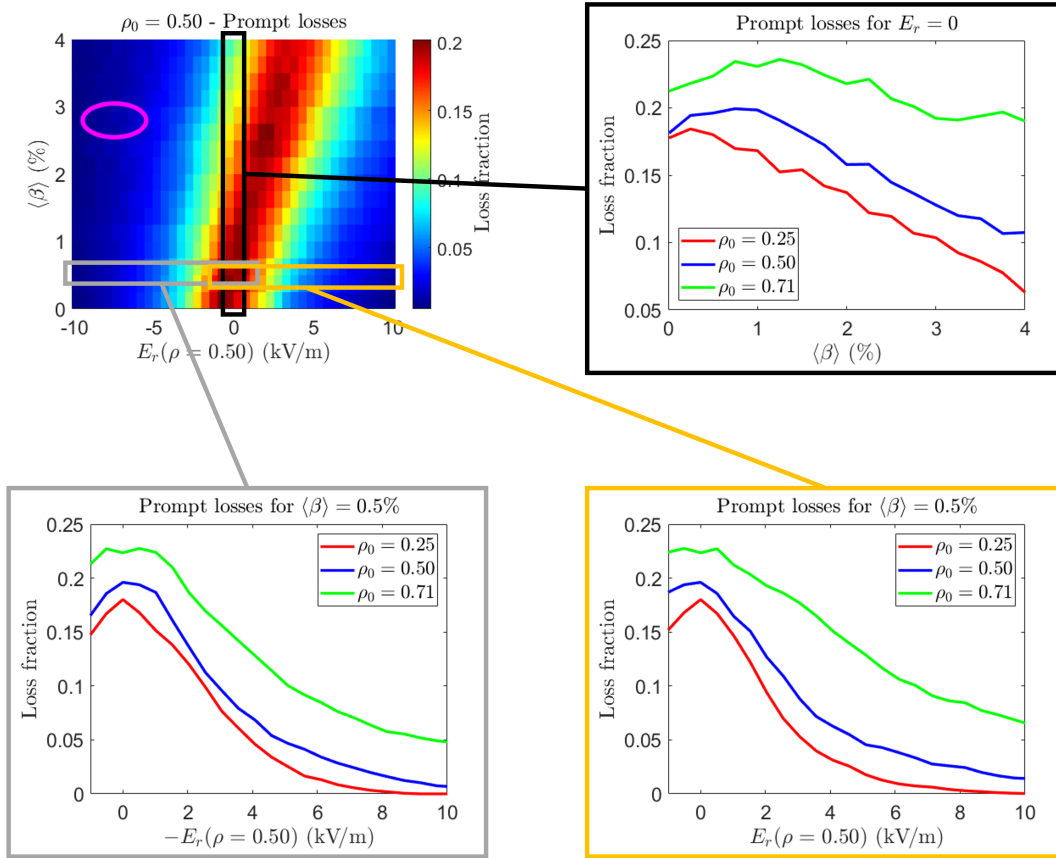 ρ₀ = 0.50 - Prompt losses
4
3
2
1
0
⟨β⟩ (%)
-10 -5 0 5 10
E_r(ρ = 0.50) (kV/m)
0.2
0.15
0.1
0.05
Loss fraction
Prompt losses for E_r = 0
0.25
0.2
0.15
0.1
0.05
Loss fraction
ρ₀ = 0.25
ρ₀ = 0.50
ρ₀ = 0.71
0 1 2 3 4
⟨β⟩ (%)
Prompt losses for ⟨β⟩ = 0.5%
0.25
0.2
0.15
0.1
0.05
0
Loss fraction
ρ₀ = 0.25
ρ₀ = 0.50
ρ₀ = 0.71
0 2 4 6 8 10
−E_r(ρ = 0.50) (kV/m)
Prompt losses for ⟨β⟩ = 0.5%
0.25
0.2
0.15
0.1
0.05
0
Loss fraction
ρ₀ = 0.25
ρ₀ = 0.50
ρ₀ = 0.71
0 2 4 6 8 10
E_r(ρ = 0.50) (kV/m)